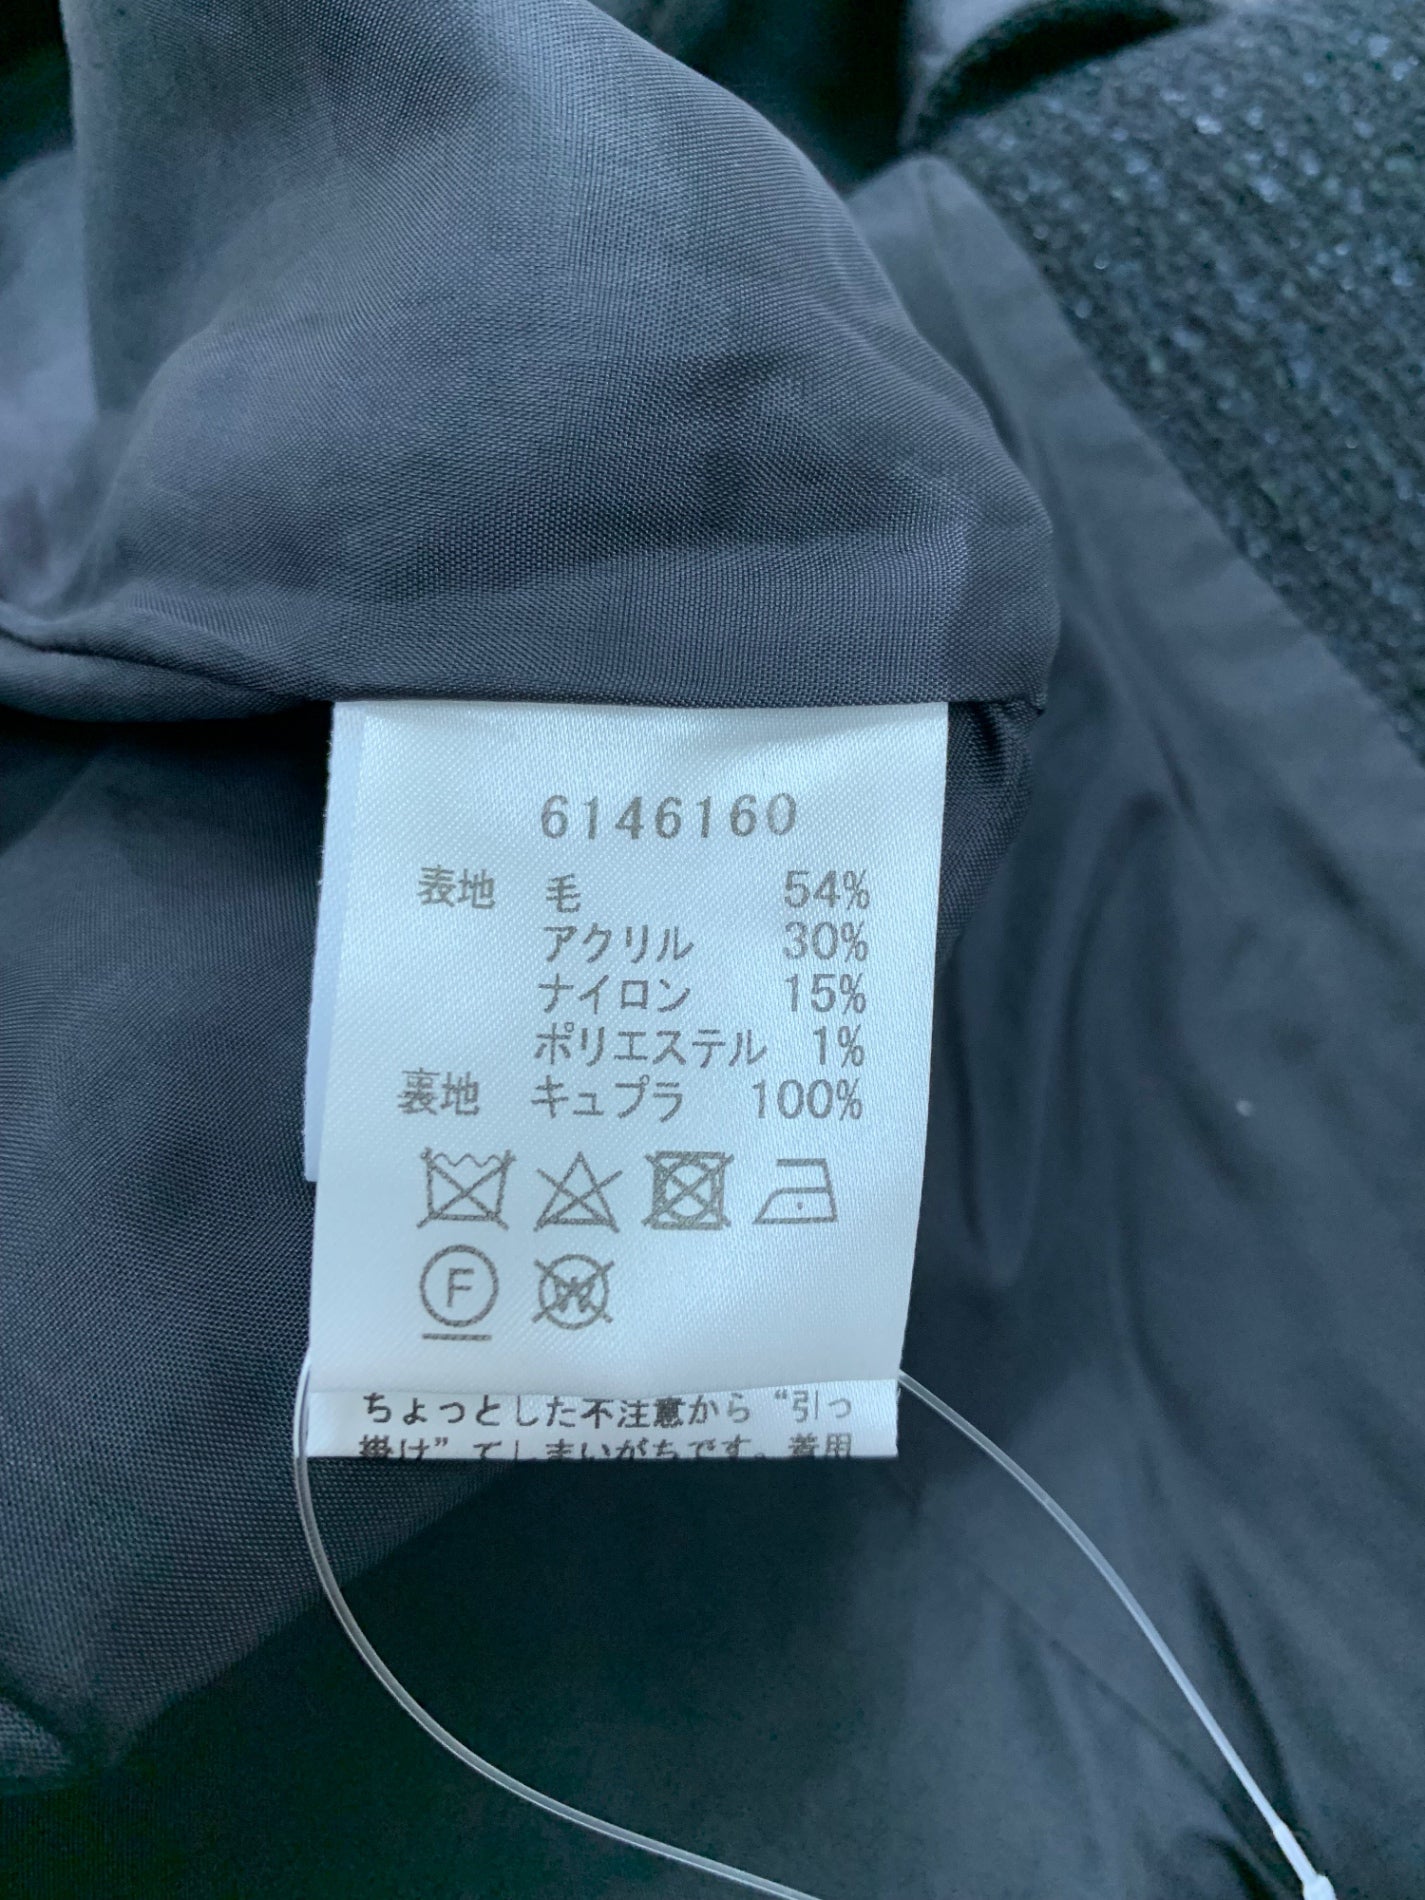 6146160
表地 毛 54%
アクリル 30%
ナイロン 15%
ポリエステル 1%
裏地 キュプラ 100%
F
W
ちょっとした不注意から“引っ
掛け”てしまいがちです。着用